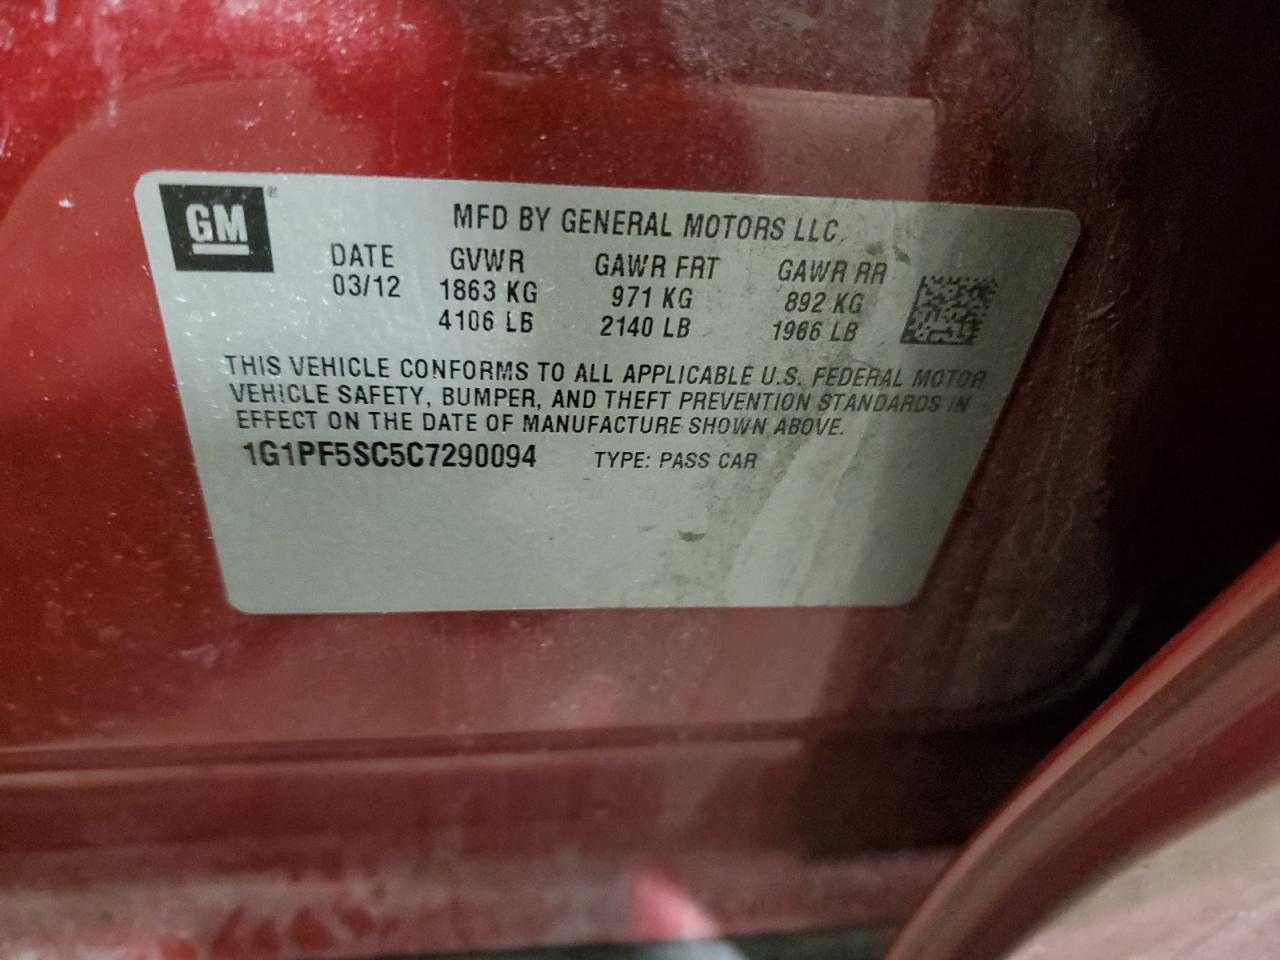 GM®
MFD BY GENERAL MOTORS LLC
DATE GVWR GAWR FRT GAWR RR
03/12 1863 KG 971 KG 892 KG
4106 LB 2140 LB 1966 LB
THIS VEHICLE CONFORMS TO ALL APPLICABLE U.S. FEDERAL MOTOR
VEHICLE SAFETY, BUMPER, AND THEFT PREVENTION STANDARDS IN
EFFECT ON THE DATE OF MANUFACTURE SHOWN ABOVE.
1G1PF5SC5C7290094 TYPE: PASS CAR